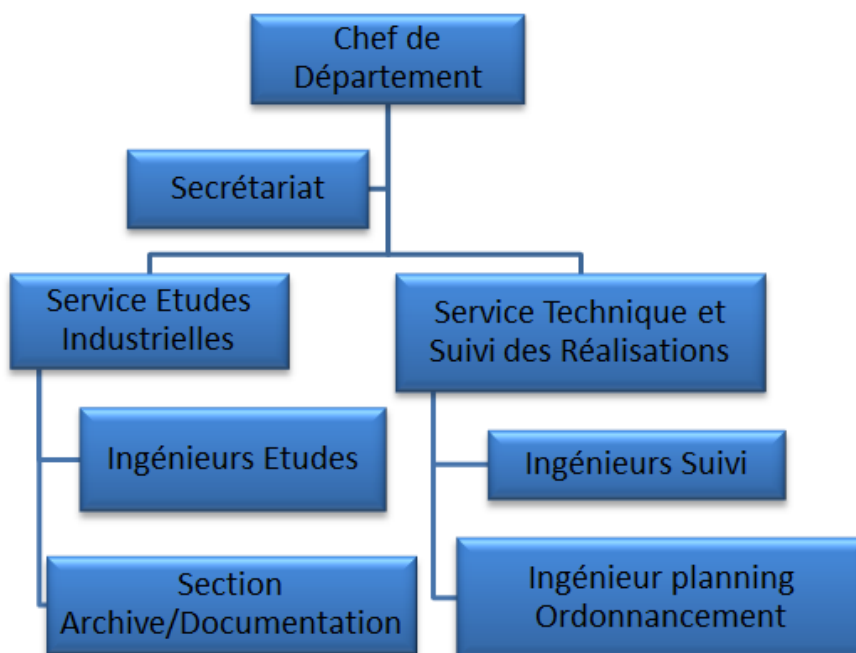 Chef de
Département
Secrétariat
Service Etudes
Industrielles
Service Technique et
Suivi des Réalisations
Ingénieurs Etudes
Ingénieurs Suivi
Section
Archive/Documentation
Ingénieur planning
Ordonnancement